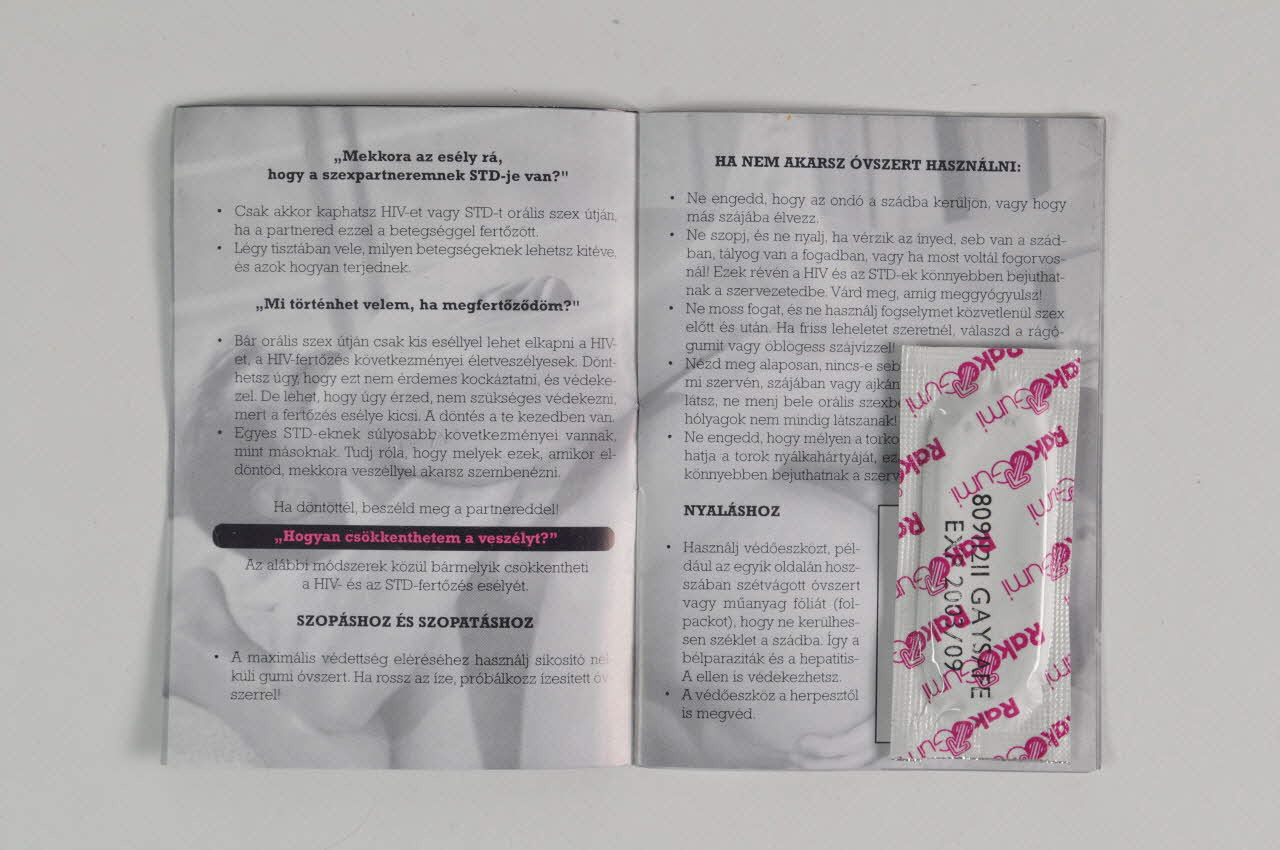 „Mekkora az esély rá,
hogy a szexpartneremnek STD-je van?"
• Csak akkor kaphatsz HIV-et vagy STD-t orális szex útján,
ha a partnered ezzel a betegséggel fertőzött.
• Légy tisztában vele, milyen betegségeknek lehetsz kitéve,
és azok hogyan terjednek.
„Mi történhet velem, ha megfertőződöm?"
• Bár orális szex útján csak kis eséllyel lehet elkapni a HIV-
et, a HIV-fertőzés következményei életveszélyesek. Dönt-
hetsz úgy, hogy ezt nem érdemes kockáztatni, és védeke-
zel. De lehet, hogy úgy érzed, nem szükséges védekezni,
mert a fertőzés esélye kicsi. A döntés a te kezedben van.
• Egyes STD-eknek súlyosabb következményei vannak,
mint másoknak. Tudj róla, hogy melyek ezek, amikor el-
döntöd, mekkora veszéllyel akarsz szembenézni.
Ha döntöttél, beszéld meg a partnereddel!
„Hogyan csökkenthetem a veszélyt?”
Az alábbi módszerek közül bármelyik csökkentheti
a HIV- és az STD-fertőzés esélyét.
SZOPÁSHOZ ÉS SZOPATÁSHOZ
• A maximális védettség eléréséhez használj síkosító nél-
küli gumi óvszert. Ha rossz az íze, próbálkozz ízesített óv-
szerrel!
HA NEM AKARSZ ÓVSZERT HASZNÁLNI:
• Ne engedd, hogy az ondó a szádba kerüljön, vagy hogy
más szájába élvezz.
• Ne szopj, és ne nyalj, ha vérzik az ínyed, seb van a szád-
ban, tályog van a fogadban, vagy ha most voltál fogorvos-
nál! Ezek révén a HIV és az STD-ek könnyebben bejuthat-
nak a szervezetedbe. Várd meg, amíg meggyógyulsz!
• Ne moss fogat, és ne használj fogselymet közvetlenül szex
előtt és után. Ha friss leheletet szeretnél, válaszd a rágó-
gumit vagy öblögess szájvízzel!
• Nézd meg alaposan, nincs-e seb
mi szervén, szájában vagy ajkán
látsz, ne menj bele orális szexbe
hólyagok nem mindig látszanak!
• Ne engedd, hogy mélyen a torko
hatja a torok nyálkahártyáját, ez
könnyebben bejuthatnak a szerv
NYALÁSHOZ
• Használj védőeszközt, pél-
dául az egyik oldalán hosz-
szában szétvágott óvszert
vagy műanyag fóliát (fol-
packot), hogy ne kerülhes-
sen széklet a szádba. Így a
bélparaziták és a hepatitis-
A ellen is védekezhetsz.
• A védőeszköz a herpesztől
is megvéd.
Rako Gumi
GAYSAFE